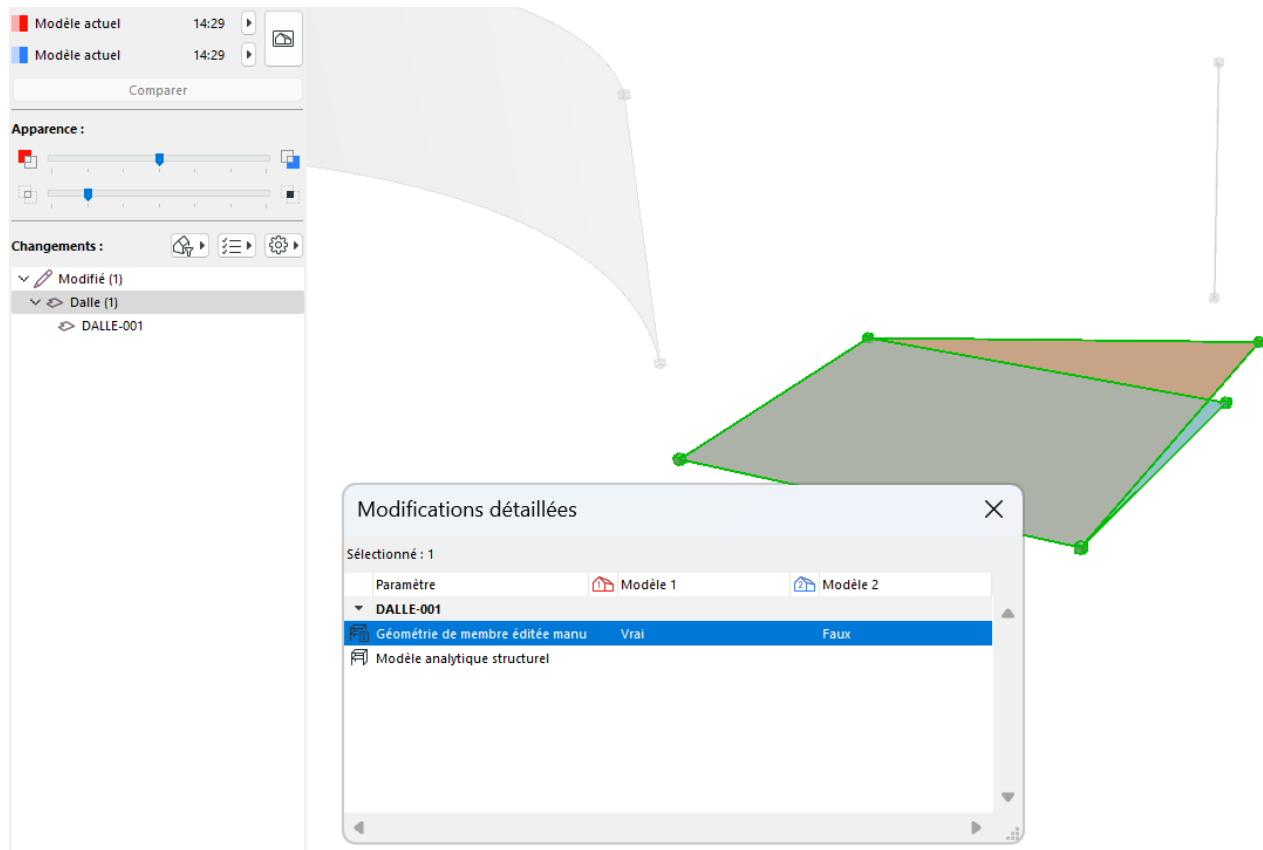 Modèle actuel 14:29
Modèle actuel 14:29
Comparer
Apparence :
Changements :
Modifié (1)
Dalle (1)
DALLE-001
Modifications détaillées
Sélectionné : 1
Paramètre 1 Modèle 1 2 Modèle 2
DALLE-001
Géométrie de membre éditée manu Vrai Faux
Modèle analytique structurel